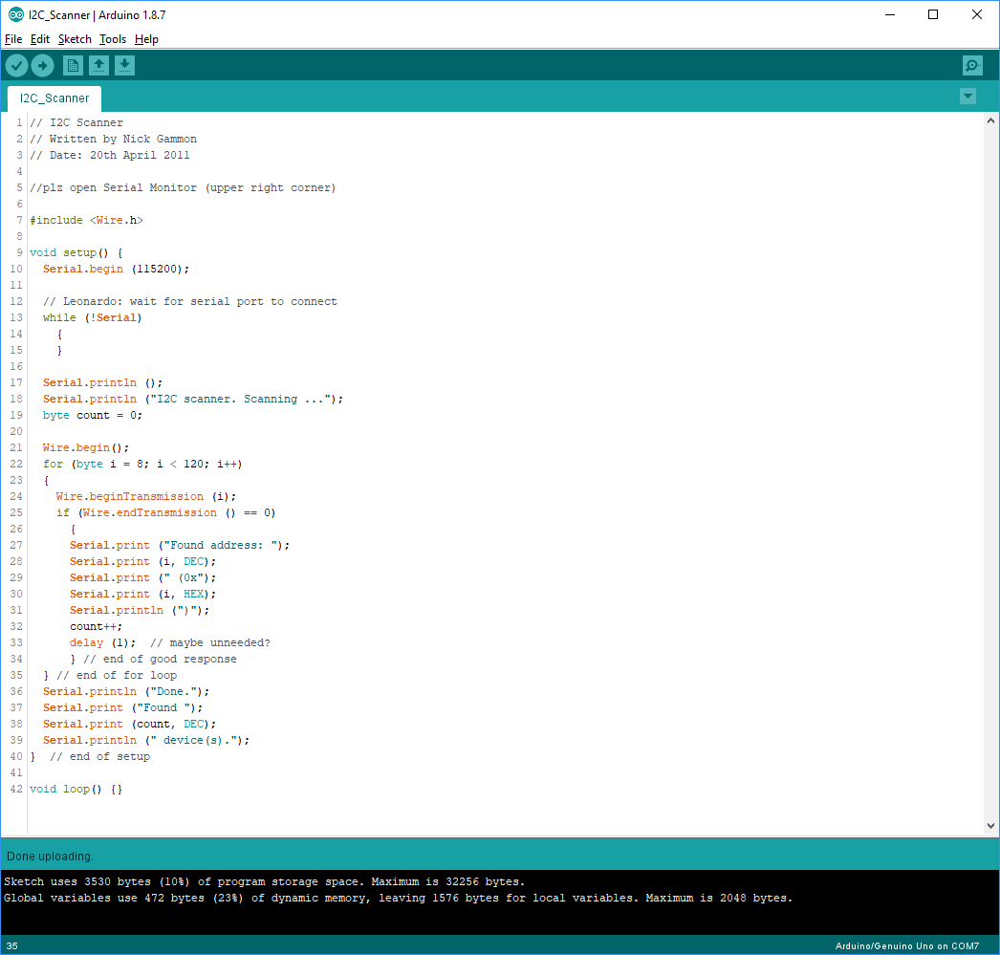 I2C_Scanner | Arduino 1.8.7
File Edit Sketch Tools Help
I2C_Scanner
1 // I2C Scanner
2 // Written by Nick Gammon
3 // Date: 20th April 2011
4
5 //plz open Serial Monitor (upper right corner)
6
7 #include <Wire.h>
8
9 void setup() {
10   Serial.begin (115200);
11
12   // Leonardo: wait for serial port to connect
13   while (!Serial)
14     {
15     }
16
17   Serial.println ();
18   Serial.println ("I2C scanner. Scanning ...");
19   byte count = 0;
20
21   Wire.begin();
22   for (byte i = 8; i < 120; i++)
23   {
24     Wire.beginTransmission (i);
25     if (Wire.endTransmission () == 0)
26       {
27       Serial.print ("Found address: ");
28       Serial.print (i, DEC);
29       Serial.print (" (0x");
30       Serial.print (i, HEX);
31       Serial.println (")");
32       count++;
33       delay (1);  // maybe unneeded?
34       } // end of good response
35   } // end of for loop
36   Serial.println ("Done.");
37   Serial.print ("Found ");
38   Serial.print (count, DEC);
39   Serial.println (" device(s).");
40 }  // end of setup
41
42 void loop() {}
Done uploading.
Sketch uses 3530 bytes (10%) of program storage space. Maximum is 32256 bytes.
Global variables use 472 bytes (23%) of dynamic memory, leaving 1576 bytes for local variables. Maximum is 2048 bytes.
35 Arduino/Genuino Uno on COM7